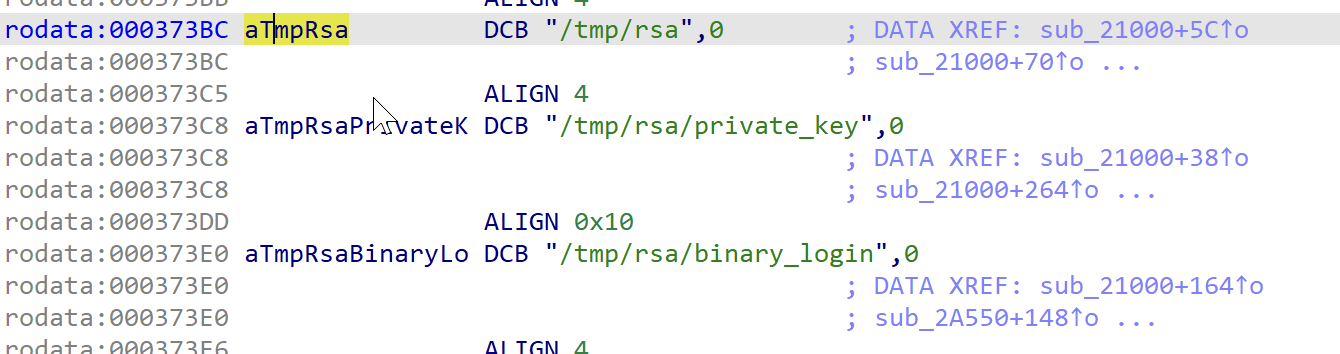 ALIGN 4
rodata:000373BC aTmpRsa DCB "/tmp/rsa",0 ; DATA XREF: sub_21000+5C↑o
rodata:000373BC ; sub_21000+70↑o ...
rodata:000373C5 ALIGN 4
rodata:000373C8 aTmpRsaPrivateK DCB "/tmp/rsa/private_key",0
rodata:000373C8 ; DATA XREF: sub_21000+38↑o
rodata:000373C8 ; sub_21000+264↑o ...
rodata:000373DD ALIGN 0x10
rodata:000373E0 aTmpRsaBinaryLo DCB "/tmp/rsa/binary_login",0
rodata:000373E0 ; DATA XREF: sub_21000+164↑o
rodata:000373E0 ; sub_2A550+148↑o ...
rodata:000373F6 ALIGN 4